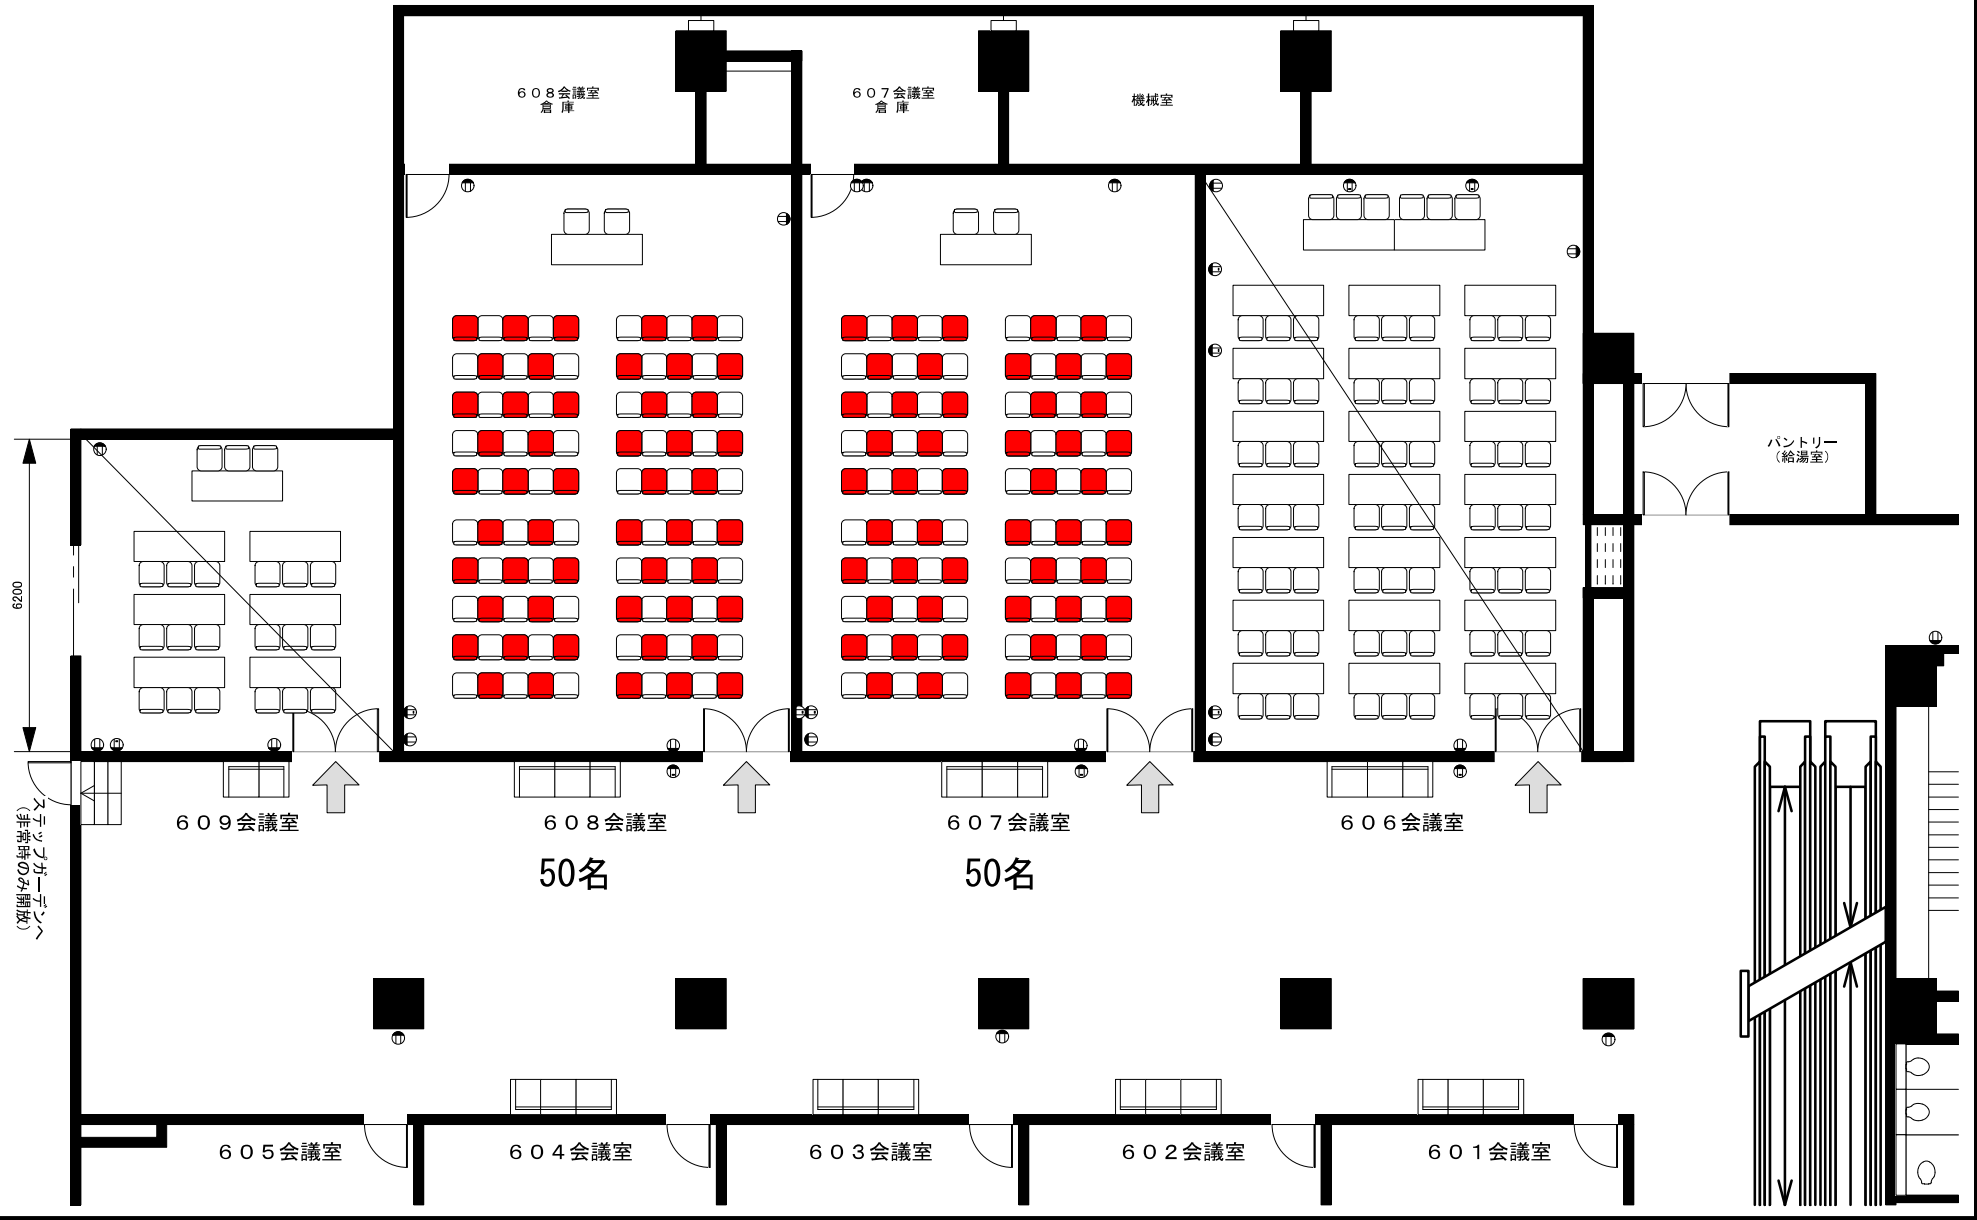 ６０８会議室
倉 庫
６０７会議室
倉 庫
機械室
パントリー
（給湯室）
6200
ステップガーデンへ
（非常時のみ開放）
６０９会議室
６０８会議室
６０７会議室
６０６会議室
50名
50名
６０５会議室
６０４会議室
６０３会議室
６０２会議室
６０１会議室